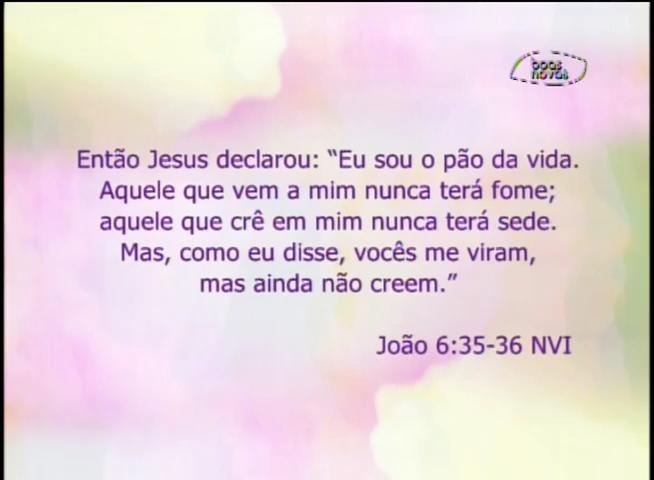 boas
novas
Então Jesus declarou: “Eu sou o pão da vida.
Aquele que vem a mim nunca terá fome;
aquele que crê em mim nunca terá sede.
Mas, como eu disse, vocês me viram,
mas ainda não creem.”
João 6:35-36 NVI